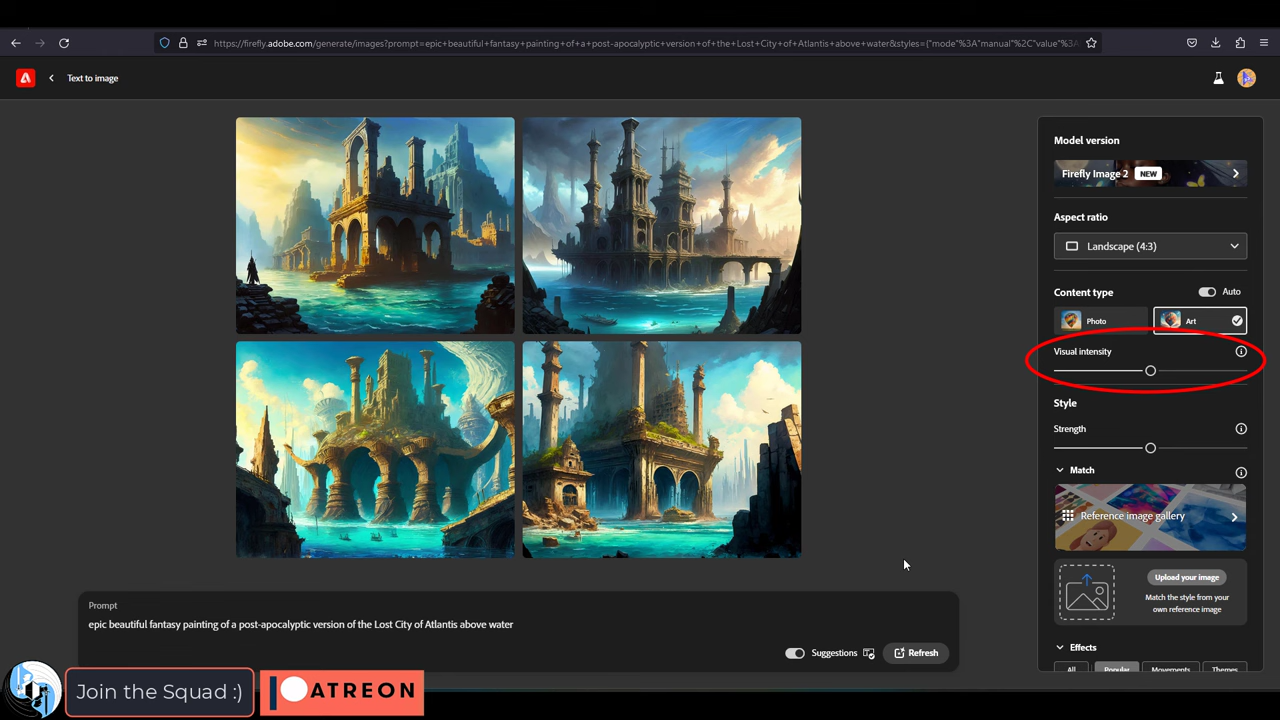 https://firefly.adobe.com/generate/images?prompt=epic+beautiful+fantasy+painting+of+a+post-apocalyptic+version+of+the+Lost+City+of+Atlantis+above+water&styles={"mode"%3A"manual"%2C"value"%3A
Text to image
Model version
Firefly Image 2 NEW
Aspect ratio
Landscape (4:3)
Content type Auto
Photo Art
Visual intensity
Style
Strength
Match
Reference image gallery
Upload your image
Match the style from your
own reference image
Effects
All Popular Movements Themes
Prompt
epic beautiful fantasy painting of a post-apocalyptic version of the Lost City of Atlantis above water
Suggestions Refresh
Join the Squad :) PATREON